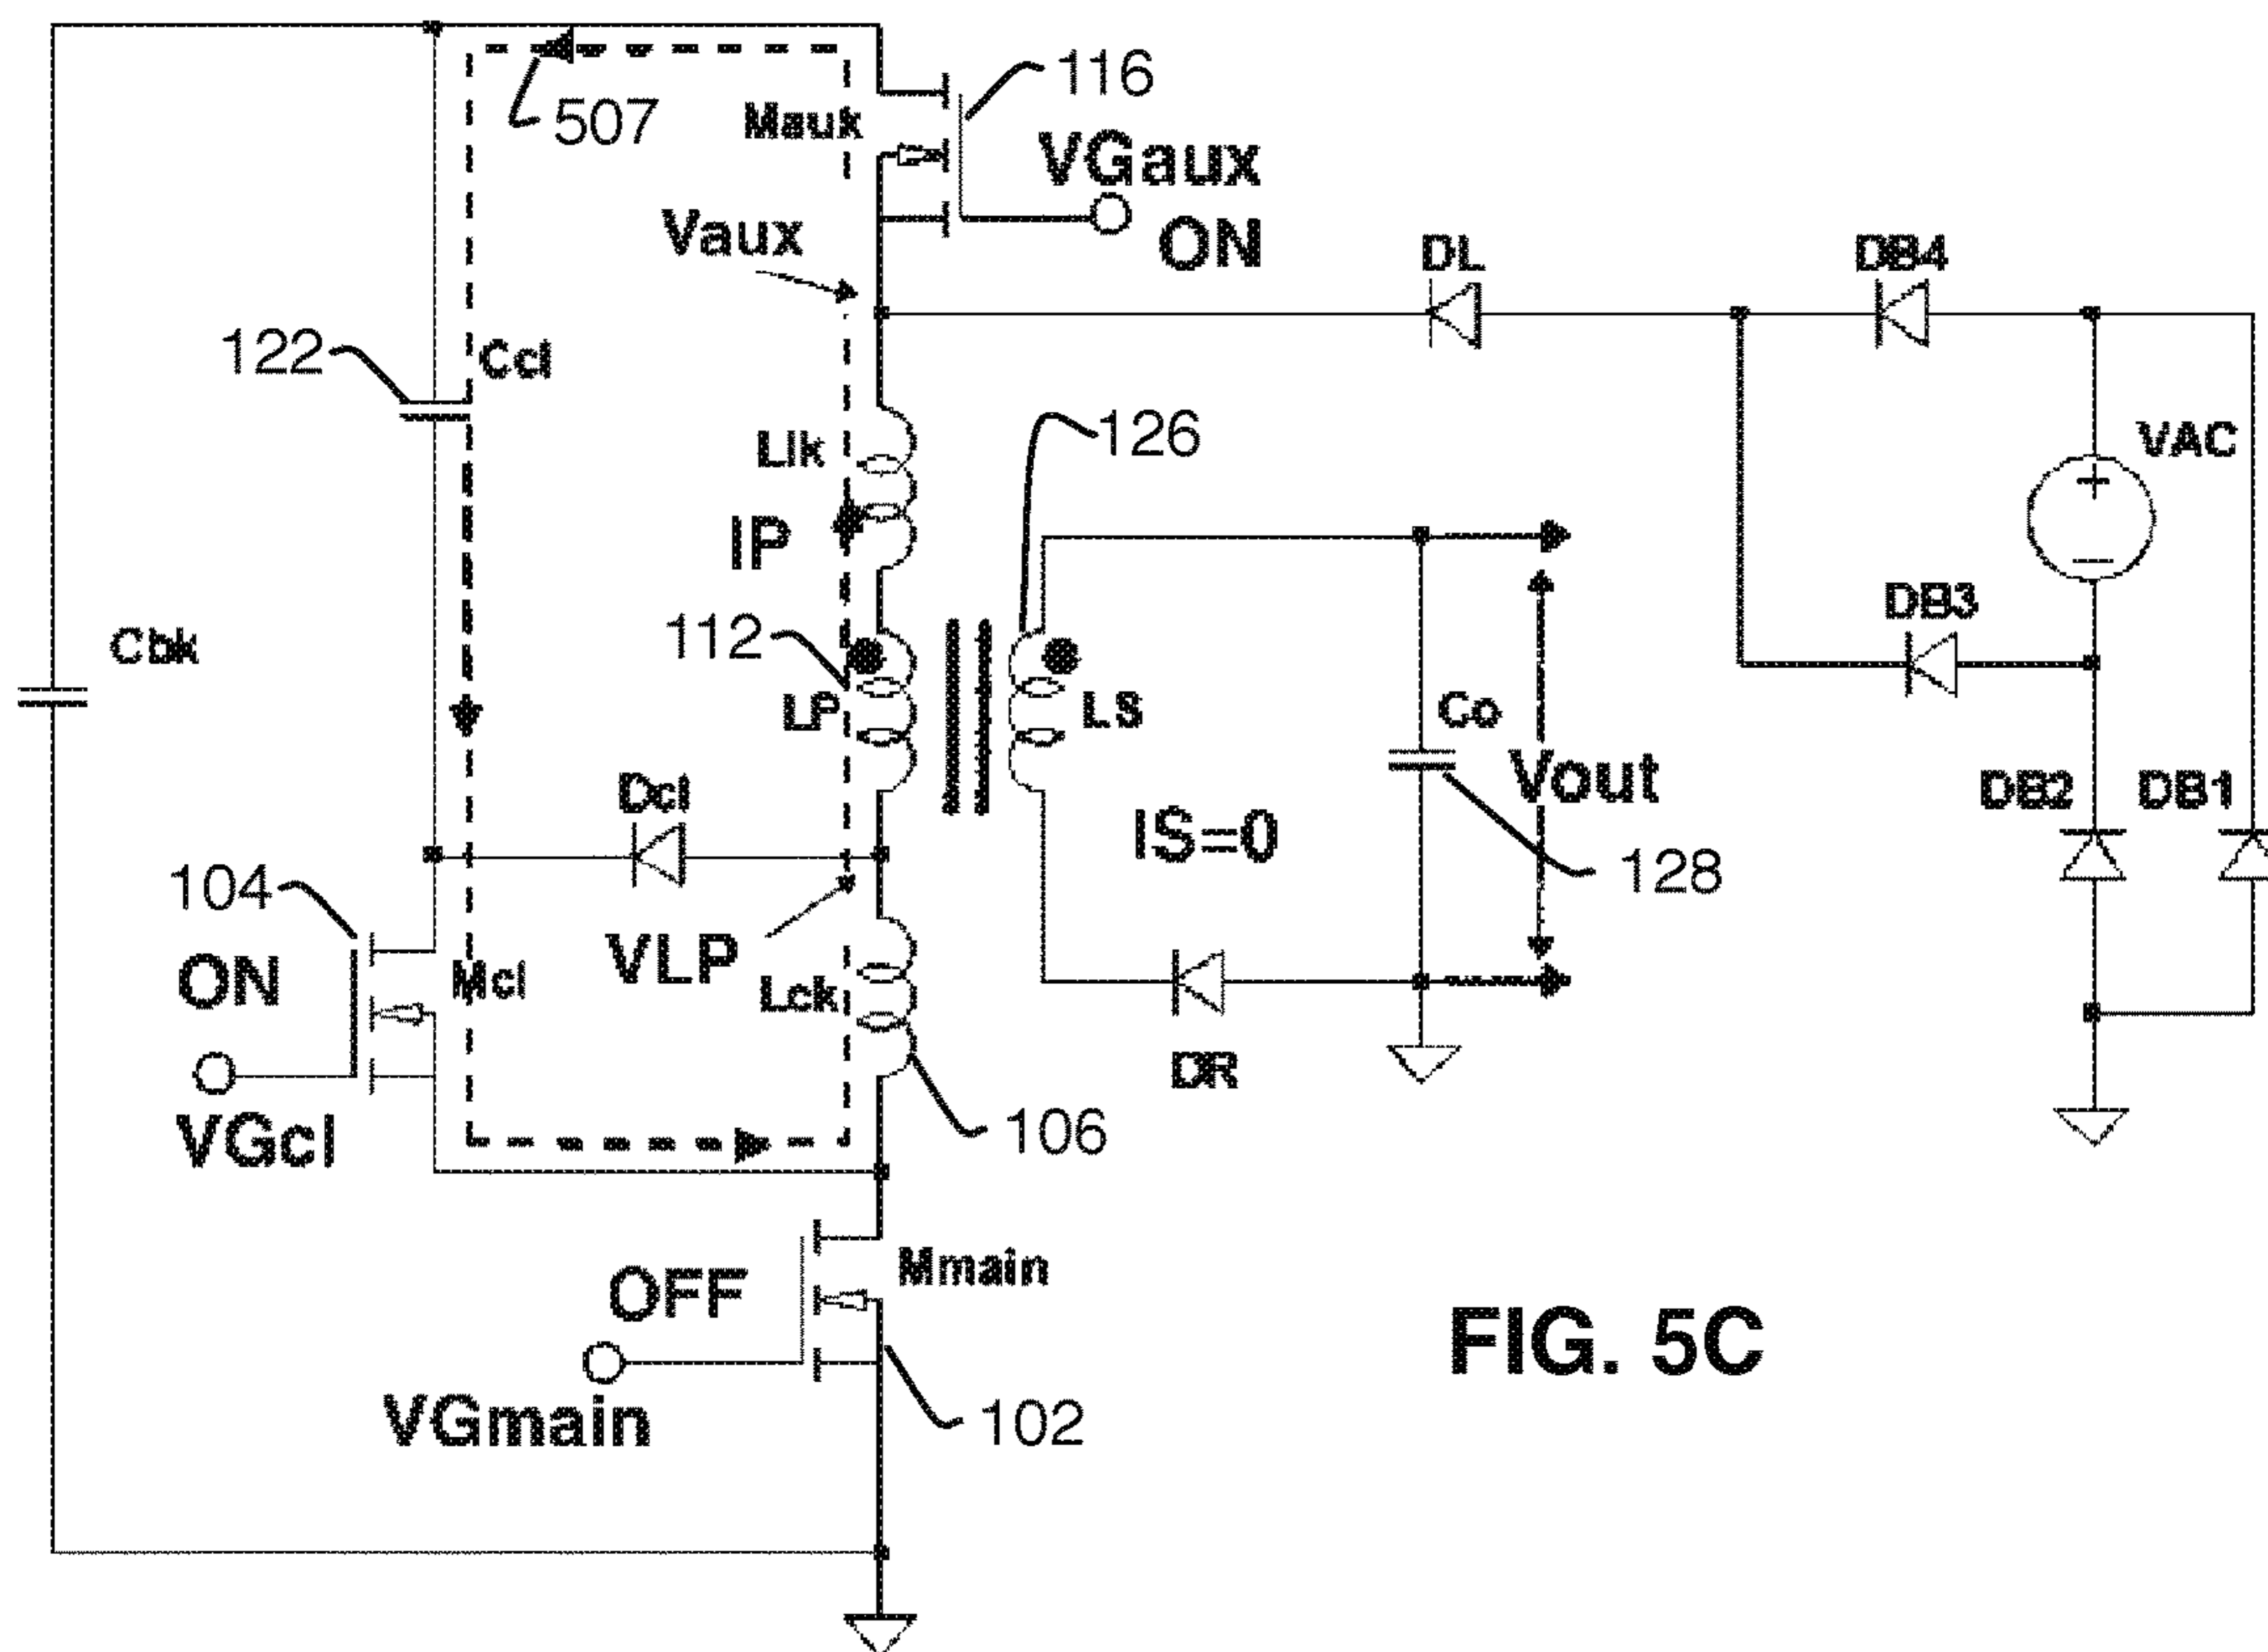 507
Maux
116
VGaux
ON
Vaux
DL
DB4
122
Ccl
Llk
126
VAC
IP
DB3
Cbk
112
LP
LS
Co
Vout
Dcl
DB2
DB1
IS=0
128
104
ON
Mcl
VLP
Lck
DR
VGcl
106
OFF
Mmain
VGmain
102
FIG. 5C